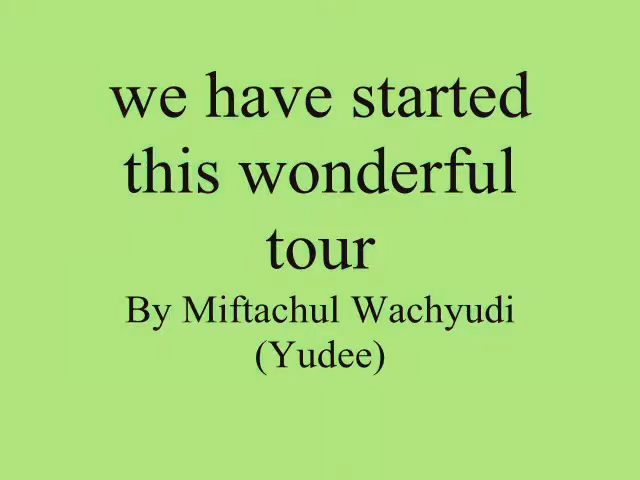 we have started
this wonderful
tour
By Miftachul Wachyudi
(Yudee)